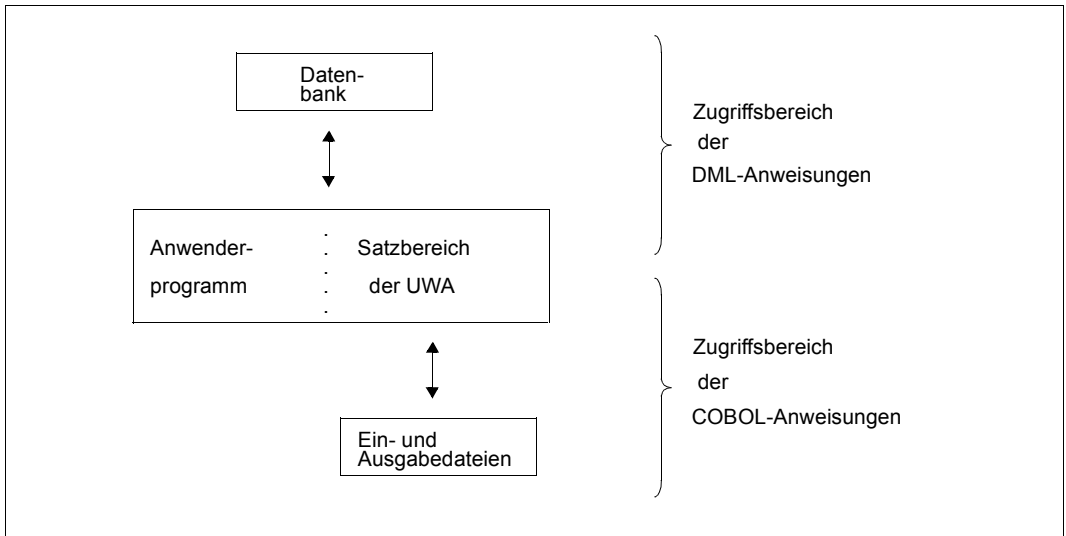 Daten-
bank
Zugriffsbereich
der
DML-Anweisungen
Anwender-
programm
Satzbereich
der UWA
Zugriffsbereich
der
COBOL-Anweisungen
Ein- und
Ausgabedateien